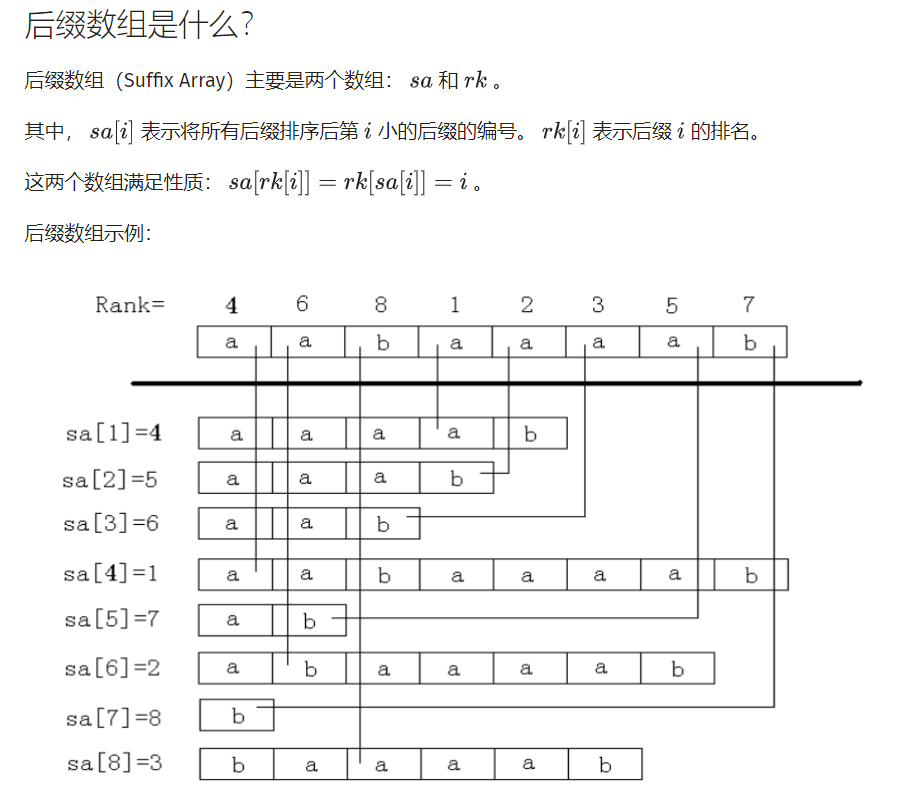 后缀数组是什么?
后缀数组（Suffix Array）主要是两个数组： sa 和 rk 。
其中， sa[i] 表示将所有后缀排序后第 i 小的后缀的编号。 rk[i] 表示后缀 i 的排名。
这两个数组满足性质： sa[rk[i]] = rk[sa[i]] = i 。
后缀数组示例：
Rank= 4 6 8 1 2 3 5 7
a a b a a a a b
sa[1]=4 a a a a b
sa[2]=5 a a a b
sa[3]=6 a a b
sa[4]=1 a a b a a a a b
sa[5]=7 a b
sa[6]=2 a b a a a a b
sa[7]=8 b
sa[8]=3 b a a a a b